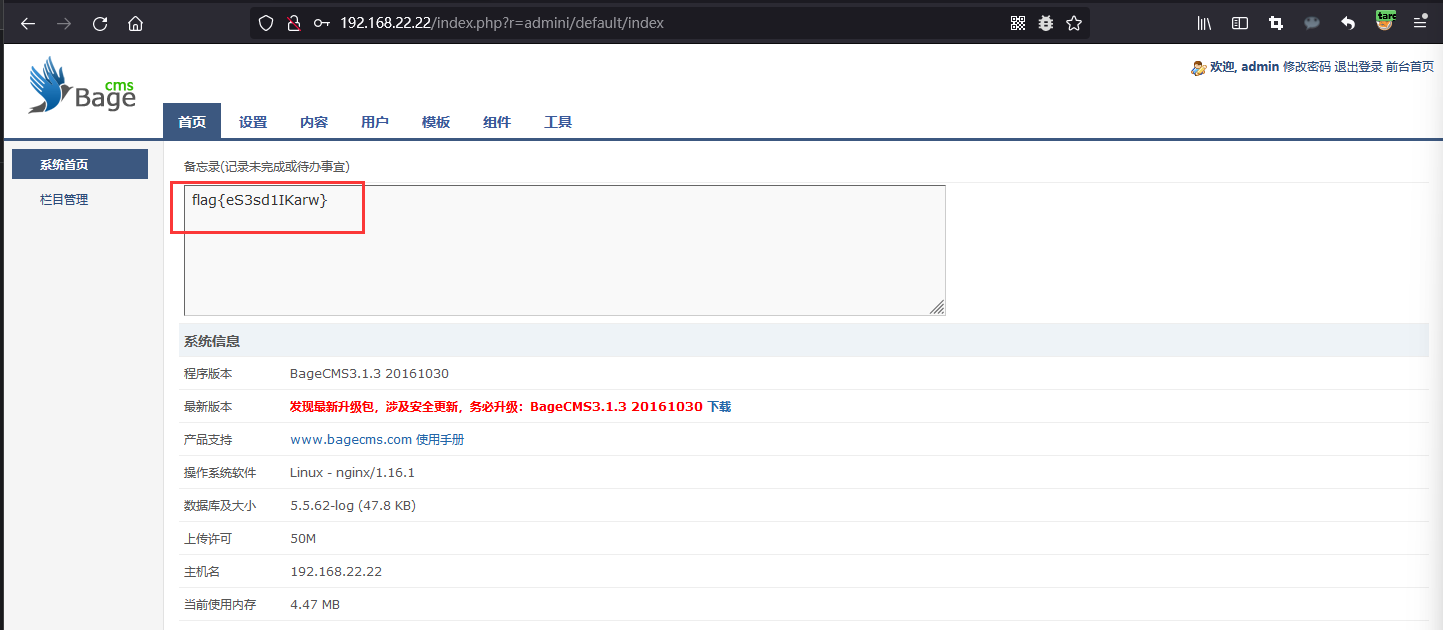 192.168.22.22/index.php?r=admini/default/index
Bage cms
欢迎, admin 修改密码 退出登录 前台首页
首页 设置 内容 用户 模板 组件 工具
系统首页
栏目管理
备忘录(记录未完成或待办事宜)
flag{eS3sd1IKarw}
系统信息
程序版本 BageCMS3.1.3 20161030
最新版本 发现最新升级包，涉及安全更新，务必升级：BageCMS3.1.3 20161030 下载
产品支持 www.bagecms.com 使用手册
操作系统软件 Linux - nginx/1.16.1
数据库及大小 5.5.62-log (47.8 KB)
上传许可 50M
主机名 192.168.22.22
当前使用内存 4.47 MB